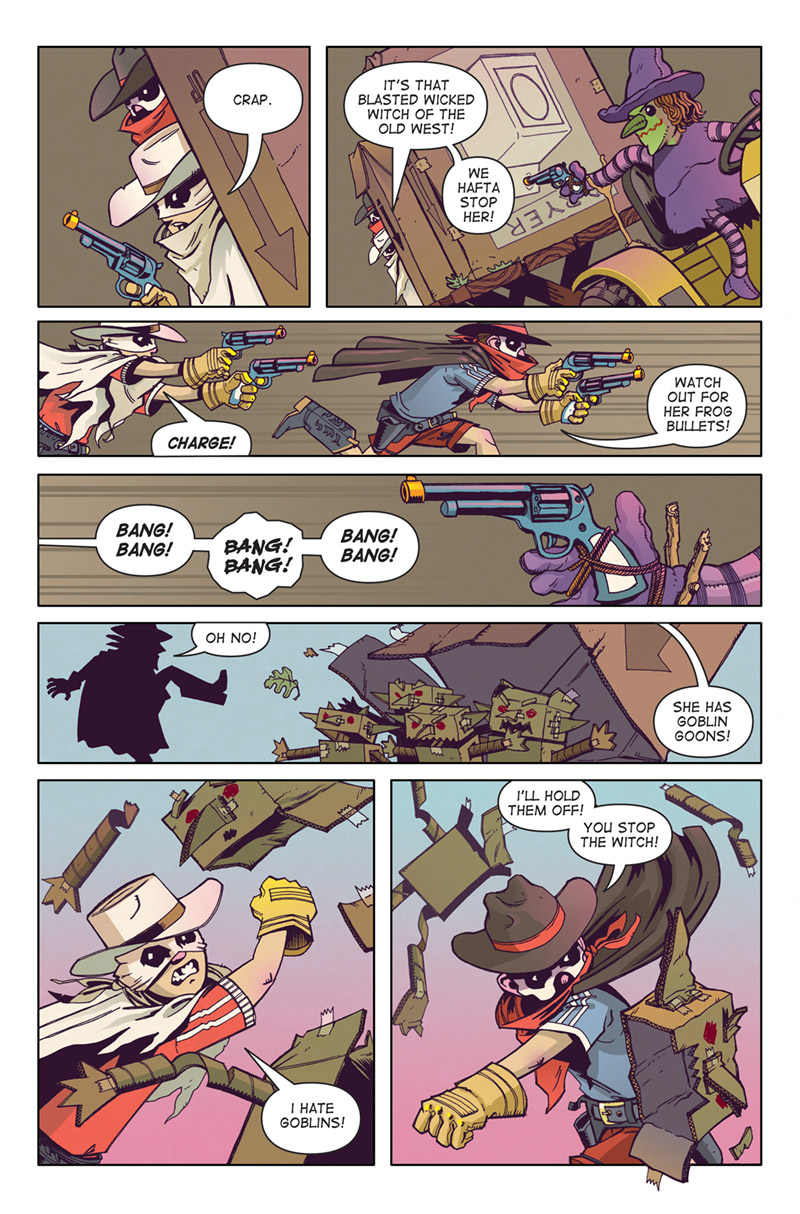 CRAP.
IT'S THAT
BLASTED WICKED
WITCH OF THE
OLD WEST!
WE
HAFTA
STOP
HER!
YER
CHARGE!
WATCH
OUT FOR
HER FROG
BULLETS!
BANG!
BANG!
BANG!
BANG!
BANG!
BANG!
OH NO!
SHE HAS
GOBLIN
GOONS!
I HATE
GOBLINS!
I'LL HOLD
THEM OFF!
YOU STOP
THE WITCH!